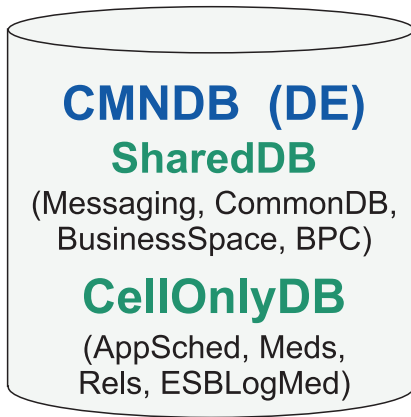 CMNDB (DE)
SharedDB
(Messaging, CommonDB,
BusinessSpace, BPC)
CellOnlyDB
(AppSched, Meds,
Rels, ESBLogMed)